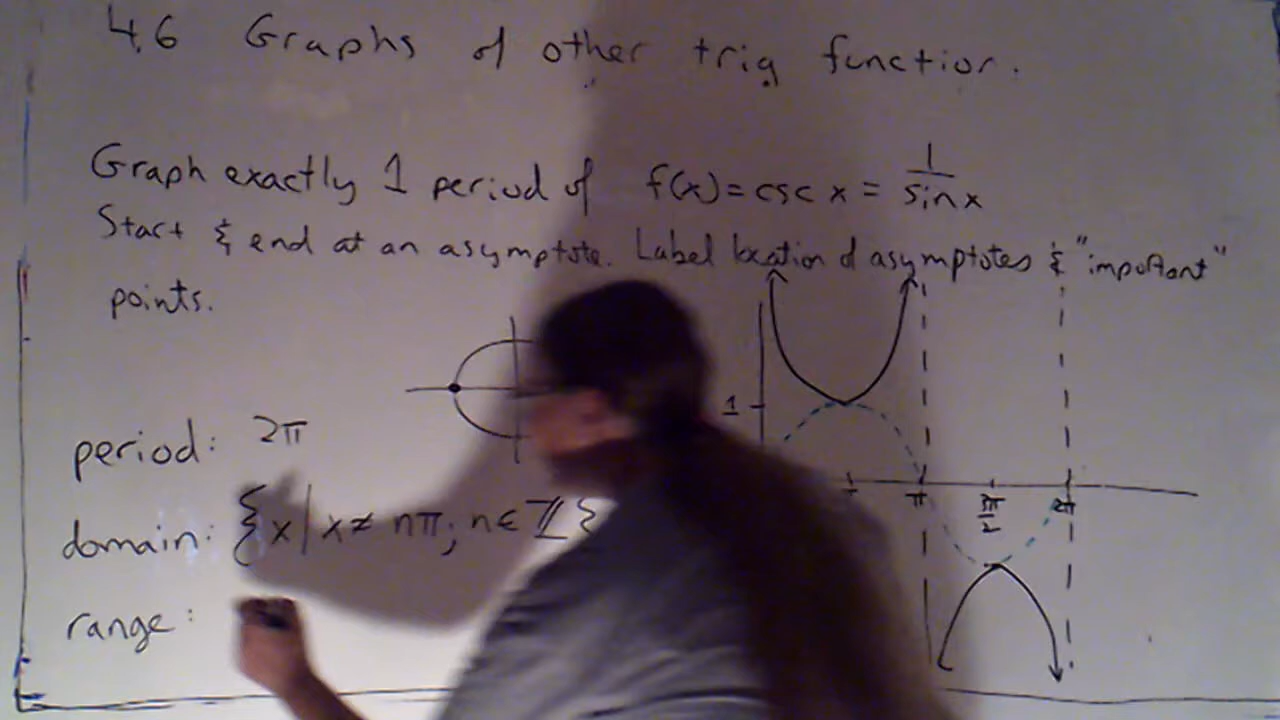 4.6 Graphs of other trig function.
Graph exactly 1 period of f(x) = csc x = 1/sin x
Start & end at an asymptote. Label location of asymptotes & "important"
points.
1
period: 2π
π 3π/2 2π
domain: {x | x ≠ nπ; n ∈ ℤ}
range: